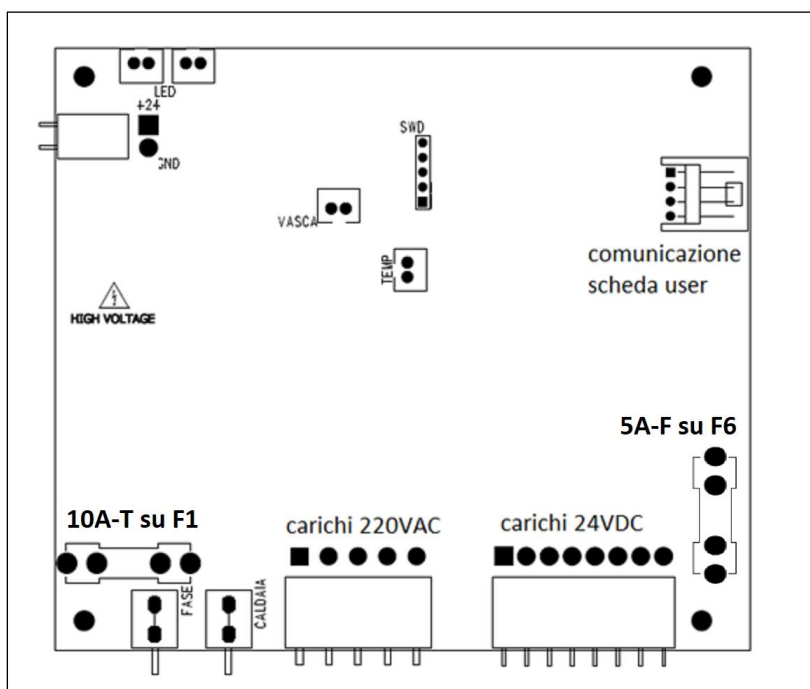 LED
+24
GND
SWD
VASCA
TEMP
comunicazione
scheda user
HIGH VOLTAGE
5A-F su F6
10A-T su F1
carichi 220VAC
carichi 24VDC
FASE
CALDAIA